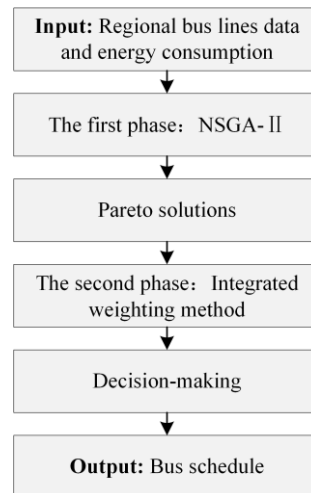 Input: Regional bus lines data
and energy consumption
The first phase：NSGA-Ⅱ
Pareto solutions
The second phase：Integrated
weighting method
Decision-making
Output: Bus schedule